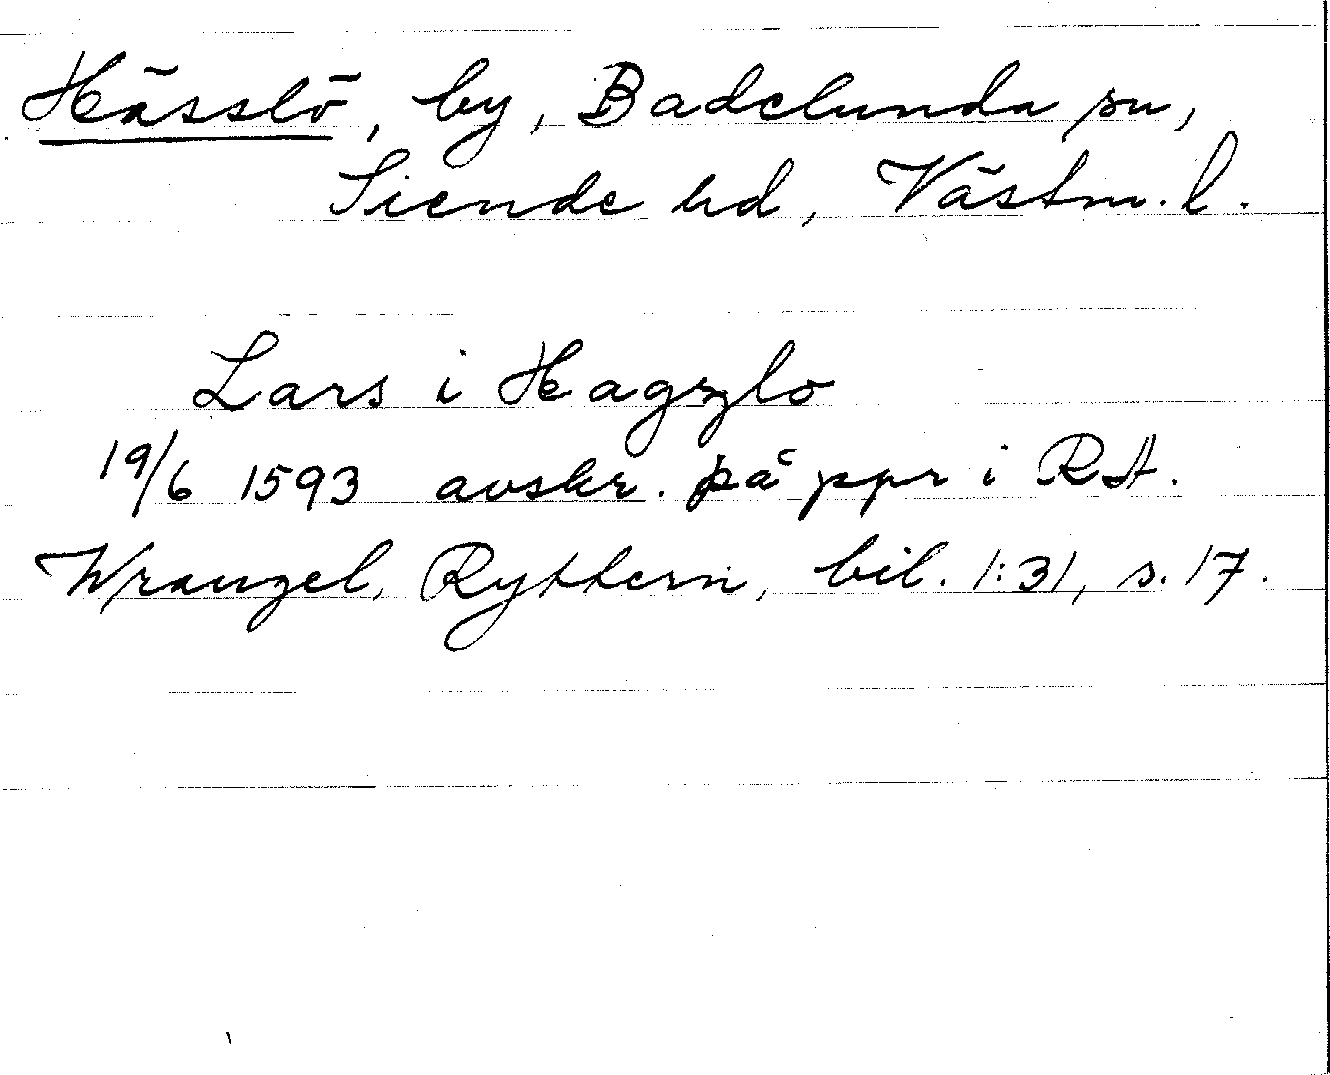 Hässlö, by, Badelunda sn,
Siende hd, Västm. l.
Lars i Hagzlo
19/6 1593 avskr. på ppr i RA.
Wrangel, Ryttern, bil. 1:31, s. 17.